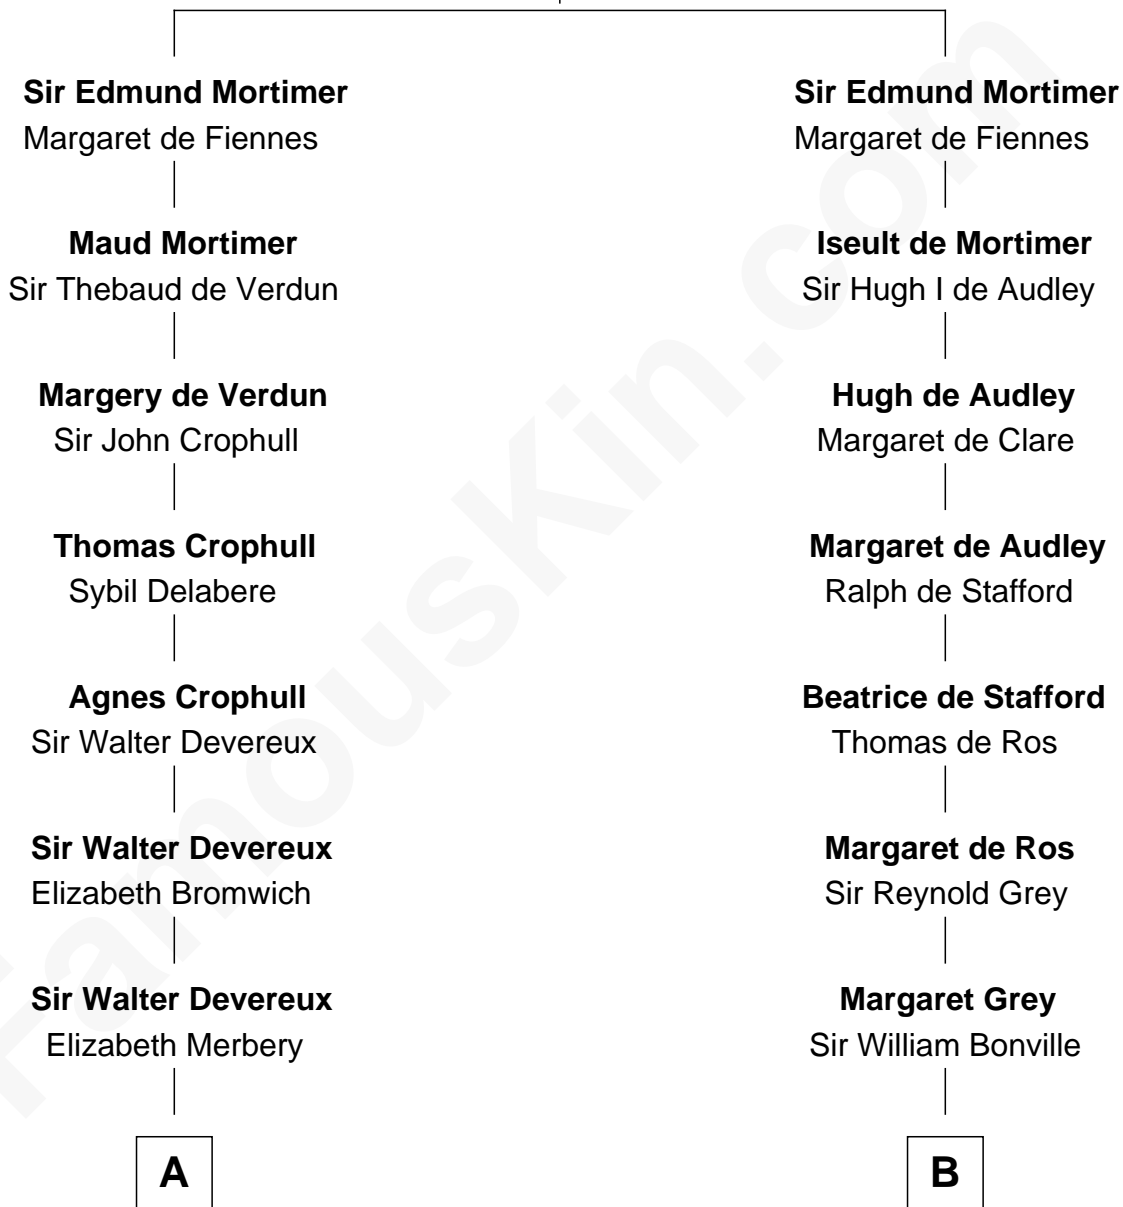 Sir Edmund Mortimer
Margaret de Fiennes
Maud Mortimer
Sir Thebaud de Verdun
Margery de Verdun
Sir John Crophull
Thomas Crophull
Sybil Delabere
Agnes Crophull
Sir Walter Devereux
Sir Walter Devereux
Elizabeth Bromwich
Sir Walter Devereux
Elizabeth Merbery
A
Sir Edmund Mortimer
Margaret de Fiennes
Iseult de Mortimer
Sir Hugh I de Audley
Hugh de Audley
Margaret de Clare
Margaret de Audley
Ralph de Stafford
Beatrice de Stafford
Thomas de Ros
Margaret de Ros
Sir Reynold Grey
Margaret Grey
Sir William Bonville
B
FamousKin.com